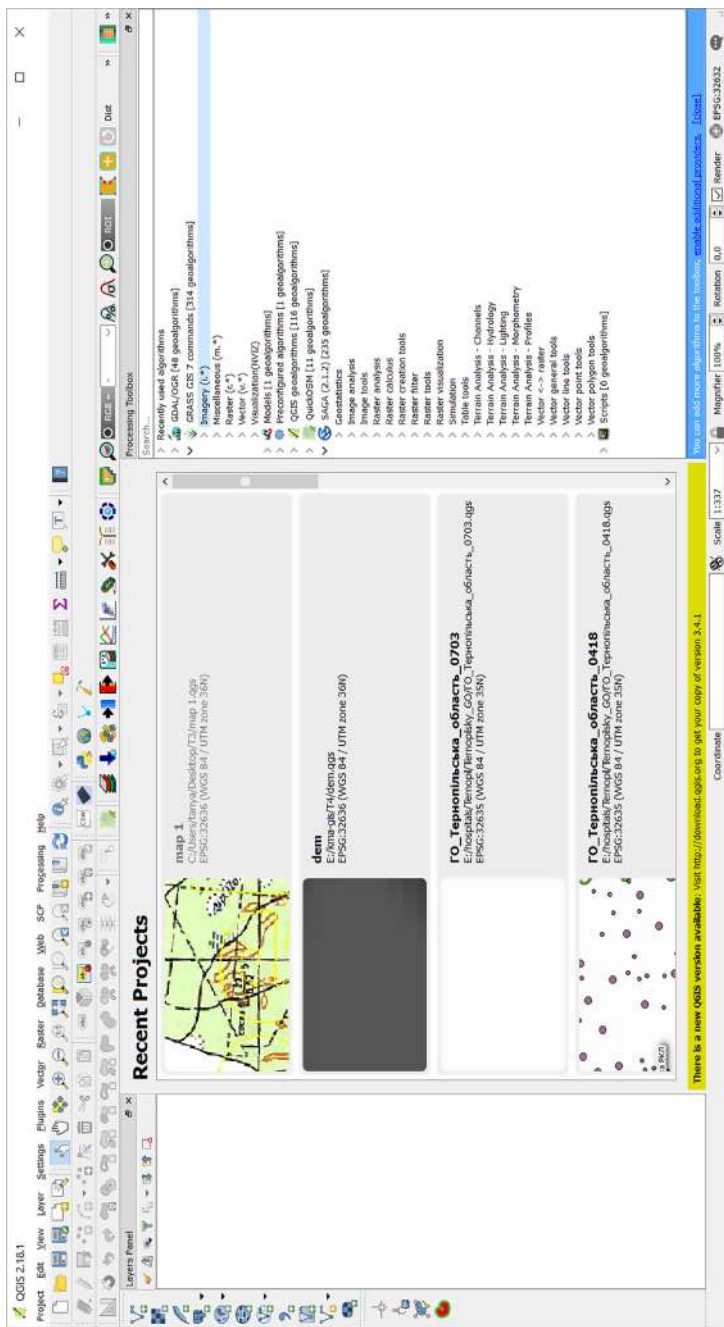 QGIS 2.18.1
Project Edit View Layer Settings Plugins Vector Raster Database Web SCP Processing Help
RGB =
ROT
Dist
Layers Panel
Recent Projects
map 1
C:/Users/tanya/Desktop/T3/map 1.qgs
EPSG:32636 (WGS 84 / UTM zone 36N)
dem
E:/kma-gis/T4/dem.qgs
EPSG:32636 (WGS 84 / UTM zone 36N)
ГО_Тернопільська_область_0703
E:/hospitals/Ternopl/Ternopilsky_GO/ГО_Тернопільська_область_0703.qgs
EPSG:32635 (WGS 84 / UTM zone 35N)
ГО_Тернопільська_область_0418
E:/hospitals/Ternopl/Ternopilsky_GO/ГО_Тернопільська_область_0418.qgs
EPSG:32635 (WGS 84 / UTM zone 35N)
There is a new QGIS version available: Visit http://download.qgis.org to get your copy of version 3.4.1
Processing Toolbox
Search...
Recently used algorithms
GDAL/OGR [48 geoalgorithms]
GRASS GIS 7 commands [314 geoalgorithms]
Imagery (i.*)
Miscellaneous (m.*)
Raster (r.*)
Vector (v.*)
Visualization(NVIZ)
Models [1 geoalgorithms]
Preconfigured algorithms [1 geoalgorithms]
QGIS geoalgorithms [116 geoalgorithms]
QuickOSM [11 geoalgorithms]
SAGA (2.1.2) [235 geoalgorithms]
Geostatistics
Image analysis
Image tools
Raster analysis
Raster calculus
Raster creation tools
Raster filter
Raster tools
Raster visualization
Simulation
Table tools
Terrain Analysis - Channels
Terrain Analysis - Hydrology
Terrain Analysis - Lighting
Terrain Analysis - Morphometry
Terrain Analysis - Profiles
Vector <-> raster
Vector general tools
Vector line tools
Vector point tools
Vector polygon tools
Scripts [0 geoalgorithms]
You can add more algorithms to the toolbox, enable additional providers. [close]
Coordinate
Scale 1:337
Magnifier 100%
Rotation 0,0
Render
EPSG:32632